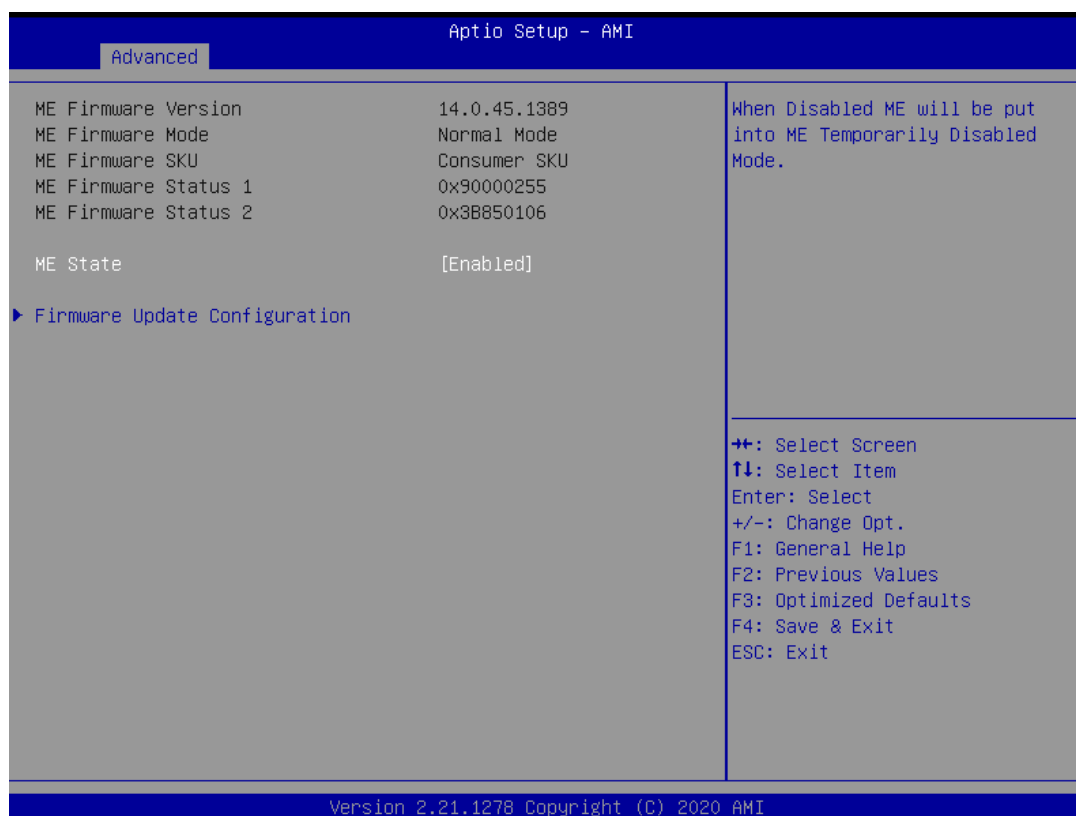 Aptio Setup – AMI
Advanced
ME Firmware Version 14.0.45.1389
ME Firmware Mode Normal Mode
ME Firmware SKU Consumer SKU
ME Firmware Status 1 0x90000255
ME Firmware Status 2 0x3B850106
ME State [Enabled]
▶ Firmware Update Configuration
When Disabled ME will be put
into ME Temporarily Disabled
Mode.
→←: Select Screen
↑↓: Select Item
Enter: Select
+/-: Change Opt.
F1: General Help
F2: Previous Values
F3: Optimized Defaults
F4: Save & Exit
ESC: Exit
Version 2.21.1278 Copyright (C) 2020 AMI